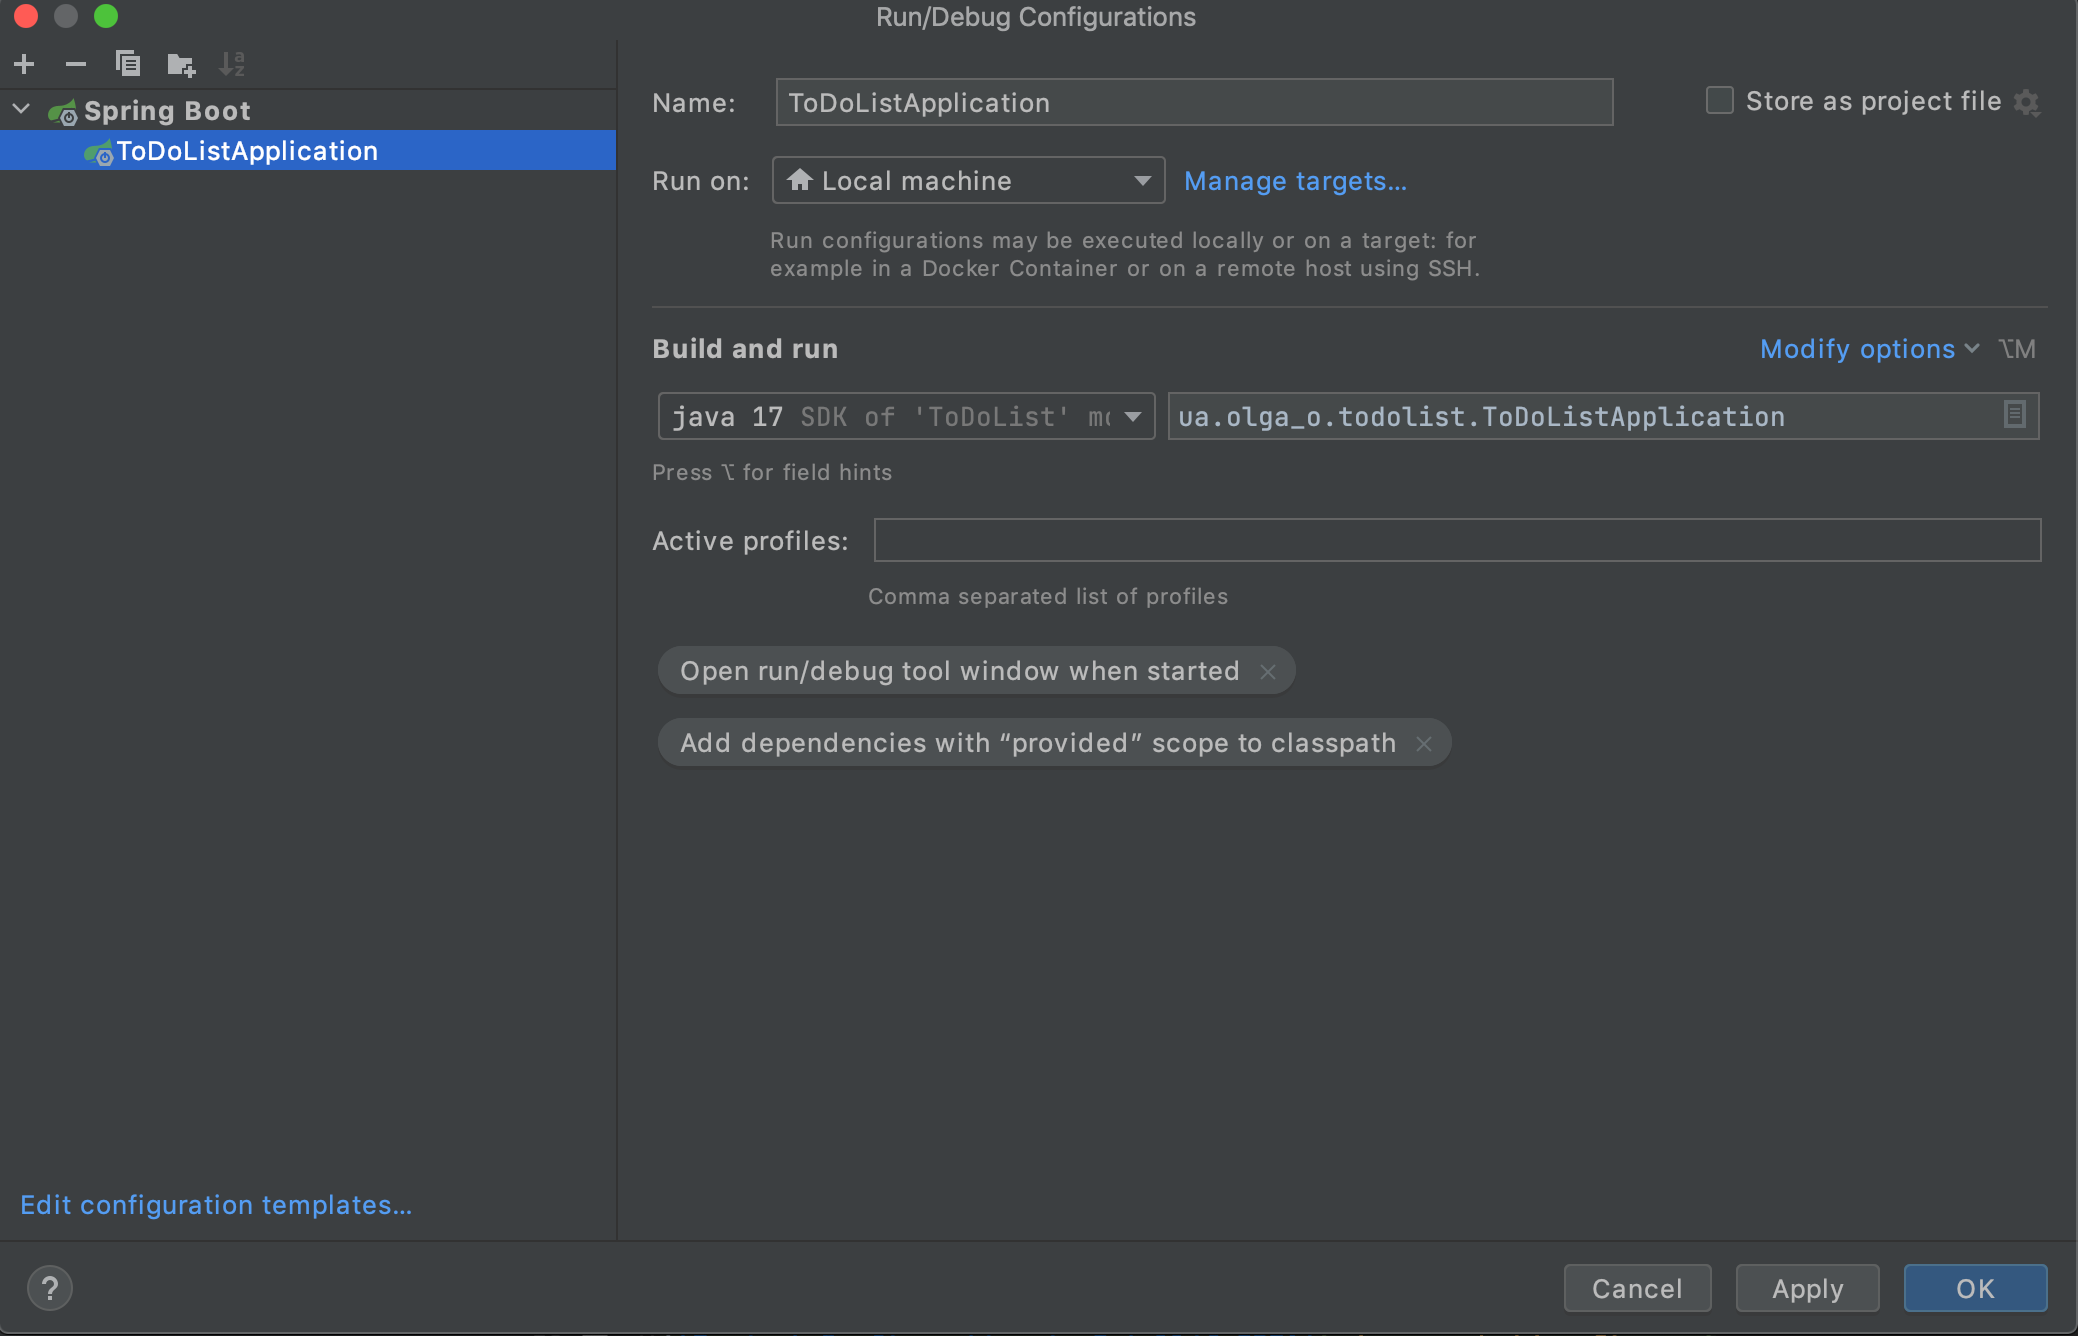 Run/Debug Configurations
Spring Boot
ToDoListApplication
Edit configuration templates...
Name: ToDoListApplication
Store as project file
Run on: Local machine Manage targets...
Run configurations may be executed locally or on a target: for
example in a Docker Container or on a remote host using SSH.
Build and run
Modify options ⌥M
java 17 SDK of 'ToDoList'
ua.olga_o.todolist.ToDoListApplication
Press ⌥ for field hints
Active profiles:
Comma separated list of profiles
Open run/debug tool window when started ×
Add dependencies with “provided” scope to classpath ×
? Cancel Apply OK